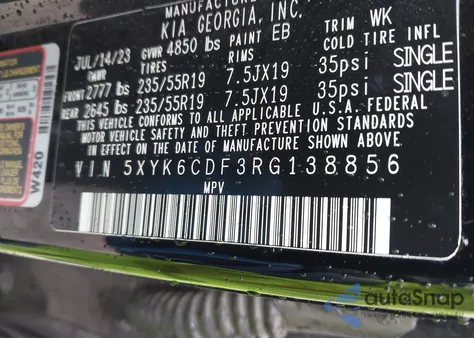 MANUFACTURE
KIA GEORGIA, INC.
JUL/14/23 GVWR 4850 lbs PAINT EB TRIM WK
GAWR TIRES RIMS COLD TIRE INFL
FRONT 2777 lbs 235/55R19 7.5JX19 35psi SINGLE
REAR 2645 lbs 235/55R19 7.5JX19 35psi SINGLE
THIS VEHICLE CONFORMS TO ALL APPLICABLE U.S.A. FEDERAL
MOTOR VEHICLE SAFETY AND THEFT PREVENTION STANDARDS
IN EFFECT ON THE DATE OF MANUFACTURE SHOWN ABOVE.
VIN 5XYK6CDF3RG138856
MPV
W420
autoSnap